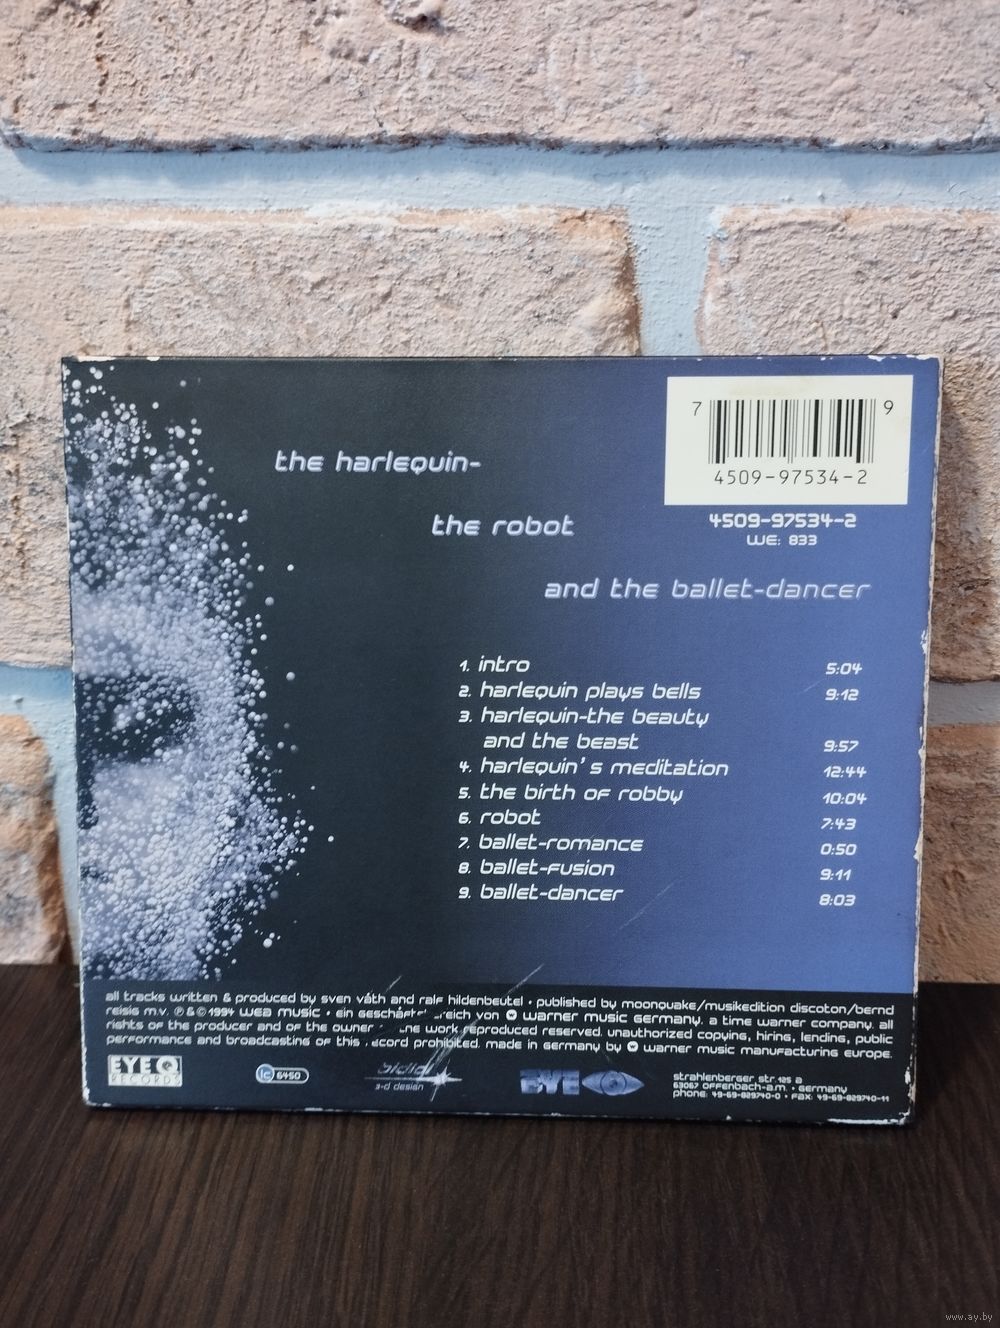 7 9
4509-97534-2
the harlequin-
4509-97534-2
the robot
WE: 833
and the ballet-dancer
1. intro 5:04
2. harlequin plays bells 9:12
3. harlequin-the beauty
and the beast 9:57
4. harlequin's meditation 12:44
5. the birth of robby 10:04
6. robot 7:43
7. ballet-romance 0:50
8. ballet-fusion 9:11
9. ballet-dancer 8:03
all tracks written & produced by sven väth and ralf hildenbeutel • published by moonquake/musikedition discoton/bernd
reisig m.v. ℗ & © 1994 wea music • ein von warner music germany. a time warner company. all
rights of the producer and of the owner the work reproduced reserved. unauthorized copying, hiring, lending, public
performance and broadcasting of this record prohibited. made in germany by warner music manufacturing europe.
EYE Q
RECORDS
lc 6450
3-d design
EYE
strahlenberger str. 125 a
63067 offenbach-a.m. • germany
phone: 49-69-829740-0 • fax: 49-69-829740-11
www.ay.by